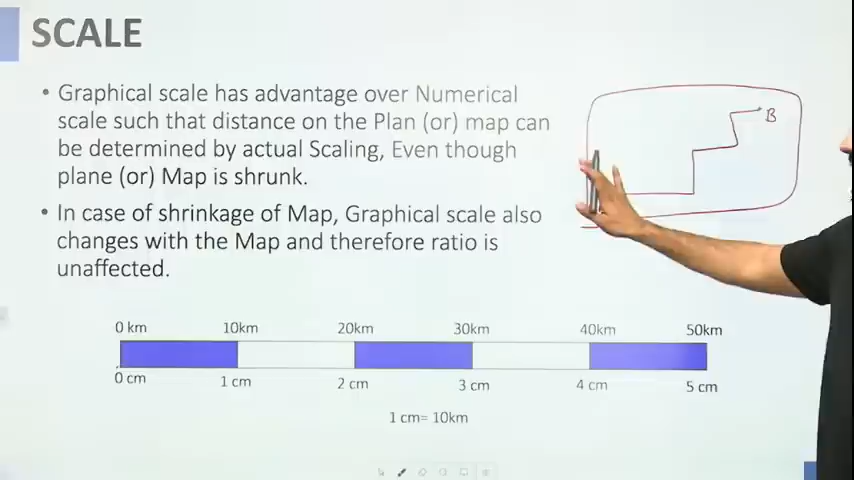 SCALE
• Graphical scale has advantage over Numerical
scale such that distance on the Plan (or) map can
be determined by actual Scaling, Even though
plane (or) Map is shrunk.
• In case of shrinkage of Map, Graphical scale also
changes with the Map and therefore ratio is
unaffected.
B
0 km 10km 20km 30km 40km 50km
0 cm 1 cm 2 cm 3 cm 4 cm 5 cm
1 cm= 10km